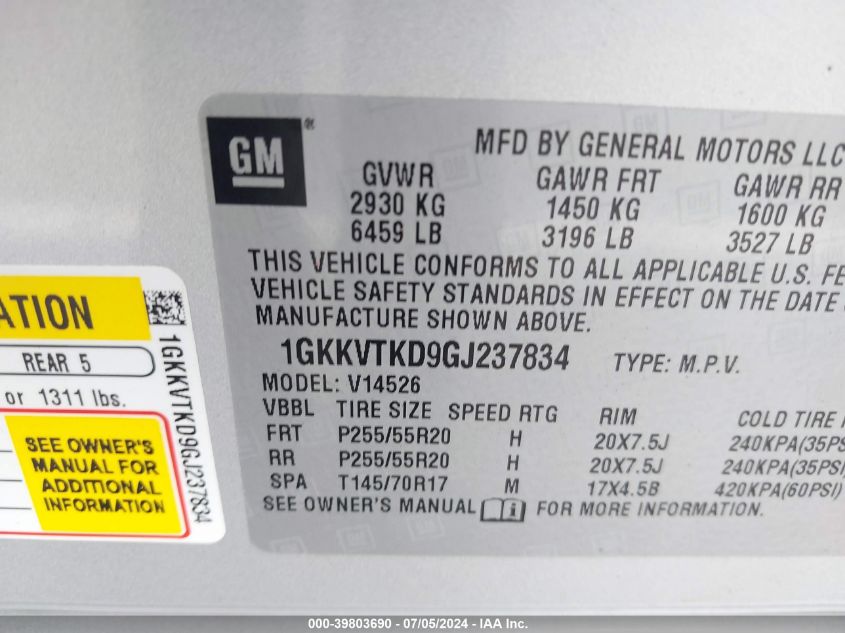 GM®
MFD BY GENERAL MOTORS LLC
GVWR GAWR FRT GAWR RR
2930 KG 1450 KG 1600 KG
6459 LB 3196 LB 3527 LB
THIS VEHICLE CONFORMS TO ALL APPLICABLE U.S. FE
VEHICLE SAFETY STANDARDS IN EFFECT ON THE DATE
MANUFACTURE SHOWN ABOVE.
1GKKVTKD9GJ237834 TYPE: M.P.V.
MODEL: V14526
VBBL TIRE SIZE SPEED RTG RIM COLD TIRE
FRT P255/55R20 H 20X7.5J 240KPA(35PSI
RR P255/55R20 H 20X7.5J 240KPA(35PSI)
SPA T145/70R17 M 17X4.5B 420KPA(60PSI)
SEE OWNER'S MANUAL i FOR MORE INFORMATION.
ATION
REAR 5
or 1311 lbs.
SEE OWNER'S
MANUAL FOR
ADDITIONAL
INFORMATION
1GKKVTKD9GJ237834
000-39803690 - 07/05/2024 - IAA Inc.